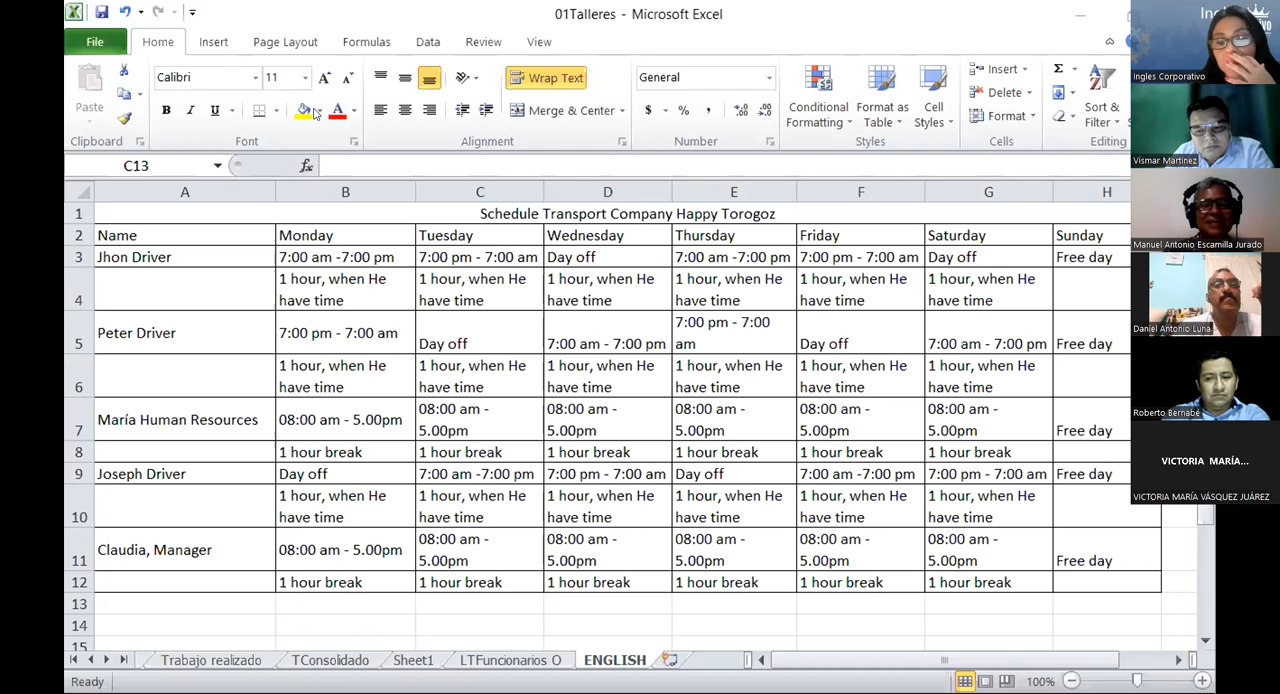 01Talleres - Microsoft Excel
File Home Insert Page Layout Formulas Data Review View
Paste
Calibri 11
B I U A
Wrap Text
Merge & Center
General
$ % ,
Conditional Formatting
Format as Table
Cell Styles
Insert
Delete
Format
Σ
Sort & Filter
Clipboard Font Alignment Number Styles Cells Editing
C13 fx
A B C D E F G H
1 Schedule Transport Company Happy Torogoz
2 Name Monday Tuesday Wednesday Thursday Friday Saturday Sunday
3 Jhon Driver 7:00 am -7:00 pm 7:00 pm - 7:00 am Day off 7:00 am -7:00 pm 7:00 pm - 7:00 am Day off Free day
4 1 hour, when He have time 1 hour, when He have time 1 hour, when He have time 1 hour, when He have time 1 hour, when He have time 1 hour, when He have time
5 Peter Driver 7:00 pm - 7:00 am Day off 7:00 am - 7:00 pm 7:00 pm - 7:00 am Day off 7:00 am - 7:00 pm Free day
6 1 hour, when He have time 1 hour, when He have time 1 hour, when He have time 1 hour, when He have time 1 hour, when He have time 1 hour, when He have time
7 María Human Resources 08:00 am - 5.00pm 08:00 am - 5.00pm 08:00 am - 5.00pm 08:00 am - 5.00pm 08:00 am - 5.00pm 08:00 am - 5.00pm Free day
8 1 hour break 1 hour break 1 hour break 1 hour break 1 hour break 1 hour break
9 Joseph Driver Day off 7:00 am -7:00 pm 7:00 pm - 7:00 am Day off 7:00 am -7:00 pm 7:00 pm - 7:00 am Free day
10 1 hour, when He have time 1 hour, when He have time 1 hour, when He have time 1 hour, when He have time 1 hour, when He have time 1 hour, when He have time
11 Claudia, Manager 08:00 am - 5.00pm 08:00 am - 5.00pm 08:00 am - 5.00pm 08:00 am - 5.00pm 08:00 am - 5.00pm 08:00 am - 5.00pm Free day
12 1 hour break 1 hour break 1 hour break 1 hour break 1 hour break 1 hour break
13
14
15
Trabajo realizado TConsolidado Sheet1 LTFuncionarios O ENGLISH
Ready 100%
Ingles Corporativo
Vismar Martinez
Manuel Antonio Escamilla Jurado
Daniel Antonio Luna
Roberto Bernabé
VICTORIA MARÍA...
VICTORIA MARÍA VÁSQUEZ JUÁREZ